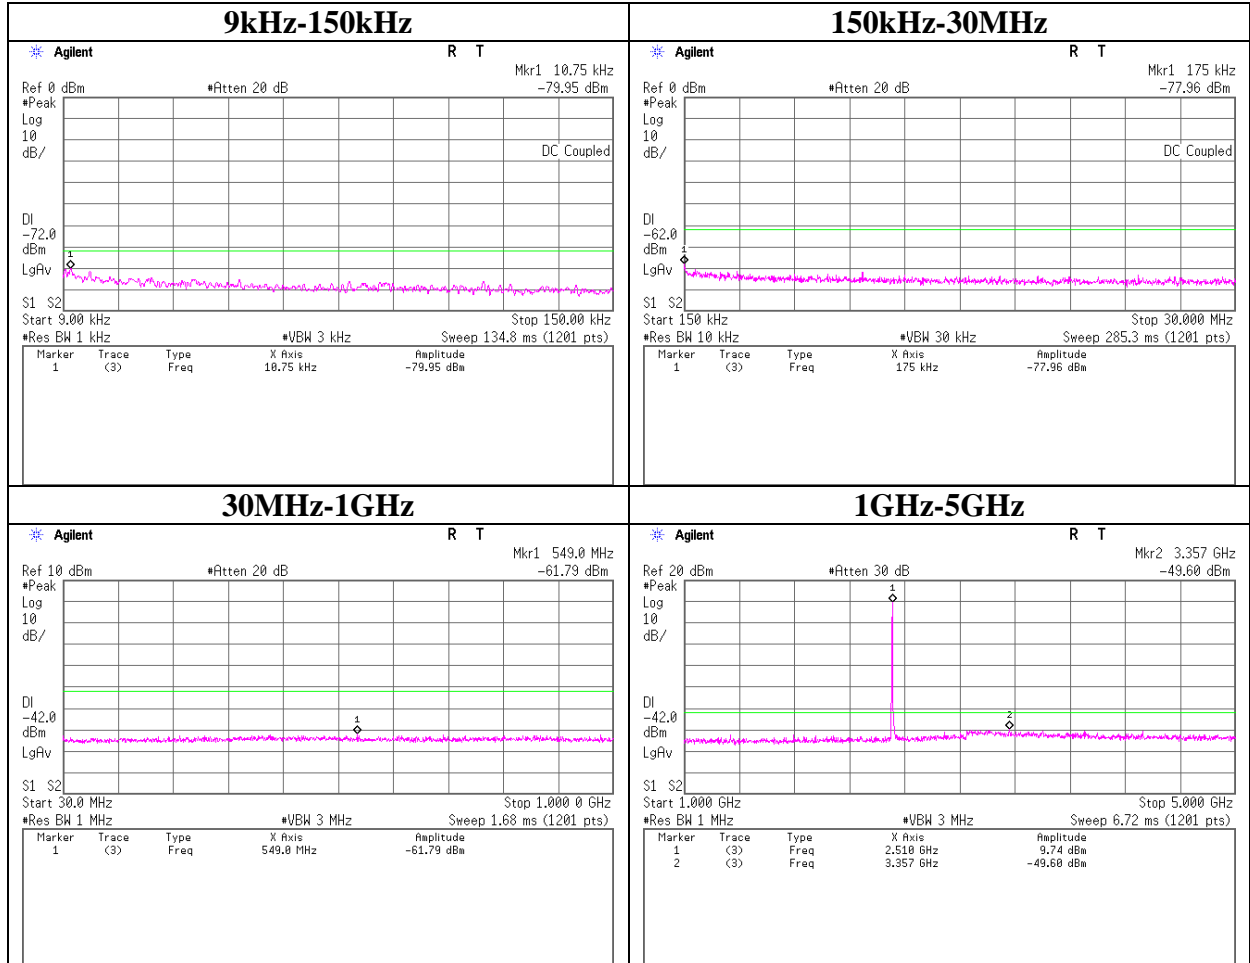 9kHz-150kHz
Agilent R T
Mkr1 10.75 kHz
Ref 0 dBm #Atten 20 dB -79.95 dBm
#Peak
Log
10
dB/ DC Coupled
DI
-72.0
dBm
1
LgAv
S1 S2
Start 9.00 kHz Stop 150.00 kHz
#Res BW 1 kHz #VBW 3 kHz Sweep 134.8 ms (1201 pts)
Marker Trace Type X Axis Amplitude
1 (3) Freq 10.75 kHz -79.95 dBm
150kHz-30MHz
Agilent R T
Mkr1 175 kHz
Ref 0 dBm #Atten 20 dB -77.96 dBm
#Peak
Log
10
dB/ DC Coupled
DI
-62.0
dBm 1
LgAv
S1 S2
Start 150 kHz Stop 30.000 MHz
#Res BW 10 kHz #VBW 30 kHz Sweep 285.3 ms (1201 pts)
Marker Trace Type X Axis Amplitude
1 (3) Freq 175 kHz -77.96 dBm
30MHz-1GHz
Agilent R T
Mkr1 549.0 MHz
Ref 10 dBm #Atten 20 dB -61.79 dBm
#Peak
Log
10
dB/
DI
-42.0 1
dBm
LgAv
S1 S2
Start 30.0 MHz Stop 1.000 0 GHz
#Res BW 1 MHz #VBW 3 MHz Sweep 1.68 ms (1201 pts)
Marker Trace Type X Axis Amplitude
1 (3) Freq 549.0 MHz -61.79 dBm
1GHz-5GHz
Agilent R T
Mkr2 3.357 GHz
Ref 20 dBm #Atten 30 dB -49.60 dBm
#Peak 1
Log
10
dB/
DI
-42.0 2
dBm
LgAv
S1 S2
Start 1.000 GHz Stop 5.000 GHz
#Res BW 1 MHz #VBW 3 MHz Sweep 6.72 ms (1201 pts)
Marker Trace Type X Axis Amplitude
1 (3) Freq 2.510 GHz 9.74 dBm
2 (3) Freq 3.357 GHz -49.60 dBm